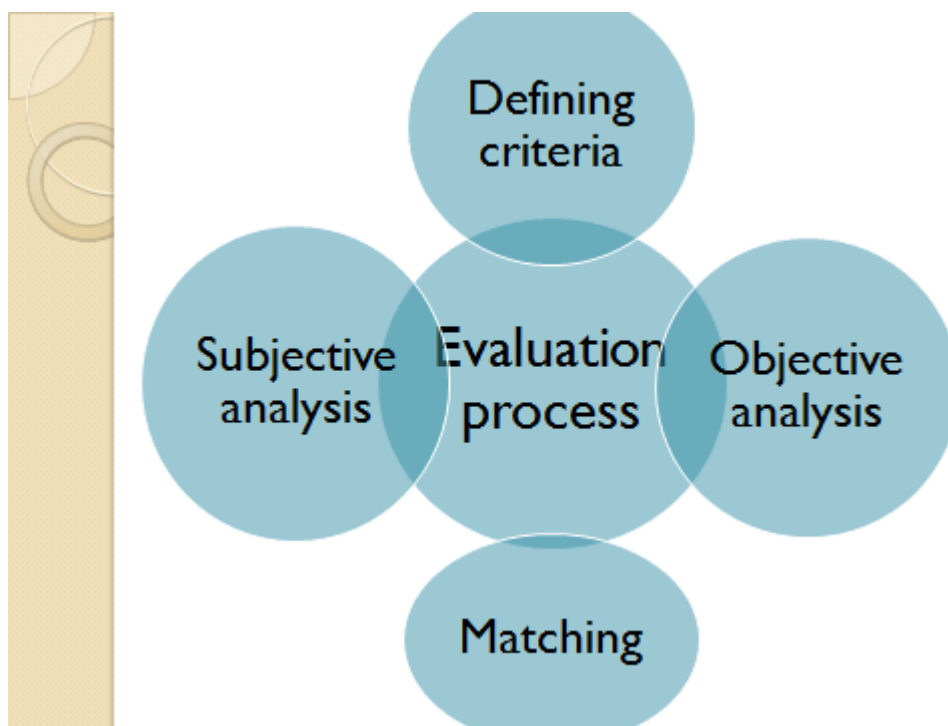 Defining
criteria
Subjective
analysis
Evaluation
process
Objective
analysis
Matching